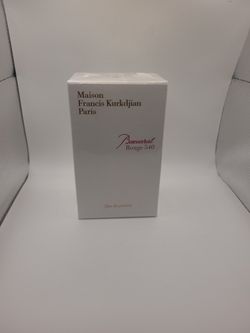 Maison
Francis Kurkdjian
Paris
Baccarat
Rouge 540